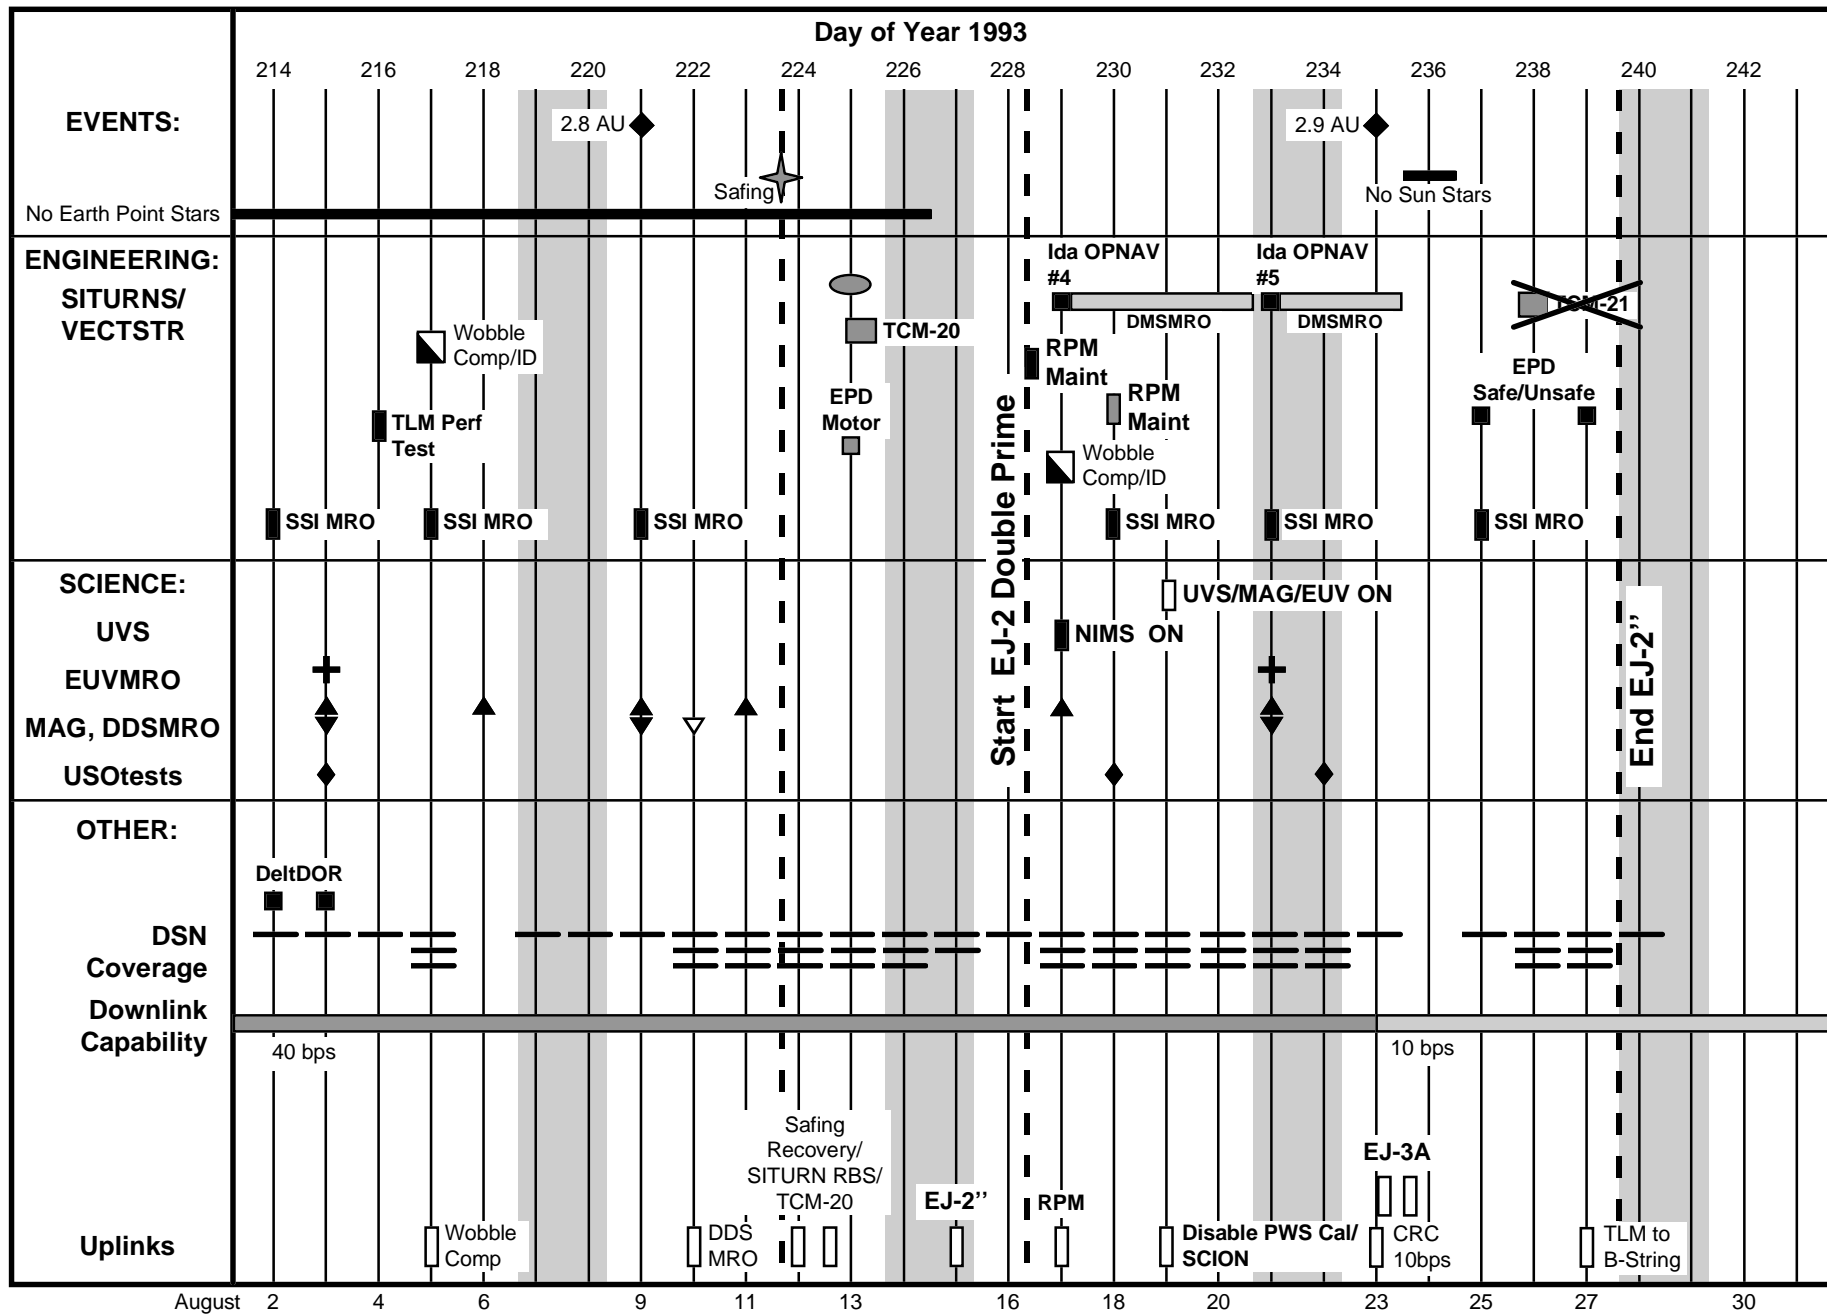 Day of Year 1993
214 216 218 220 222 224 226 228 230 232 234 236 238 240 242
EVENTS:
2.8 AU
2.9 AU
Safing
No Sun Stars
No Earth Point Stars
ENGINEERING:
SITURNS/
VECTSTR
Ida OPNAV
#4
Ida OPNAV
#5
DMSMRO
DMSMRO
TCM-21
TCM-20
Wobble
Comp/ID
RPM
Maint
EPD
Safe/Unsafe
EPD
Motor
RPM
Maint
TLM Perf
Test
Wobble
Comp/ID
SSI MRO
SSI MRO
SSI MRO
SSI MRO
SSI MRO
SSI MRO
Start EJ-2 Double Prime
End EJ-2’’
SCIENCE:
UVS/MAG/EUV ON
UVS
NIMS ON
EUVMRO
MAG, DDSMRO
USOtests
OTHER:
DeltDOR
DSN
Coverage
Downlink
Capability
40 bps
10 bps
Safing
Recovery/
SITURN RBS/
TCM-20
EJ-2’’
RPM
EJ-3A
Uplinks
Wobble
Comp
DDS
MRO
Disable PWS Cal/
SCION
CRC
10bps
TLM to
B-String
August 2 4 6 9 11 13 16 18 20 23 25 27 30